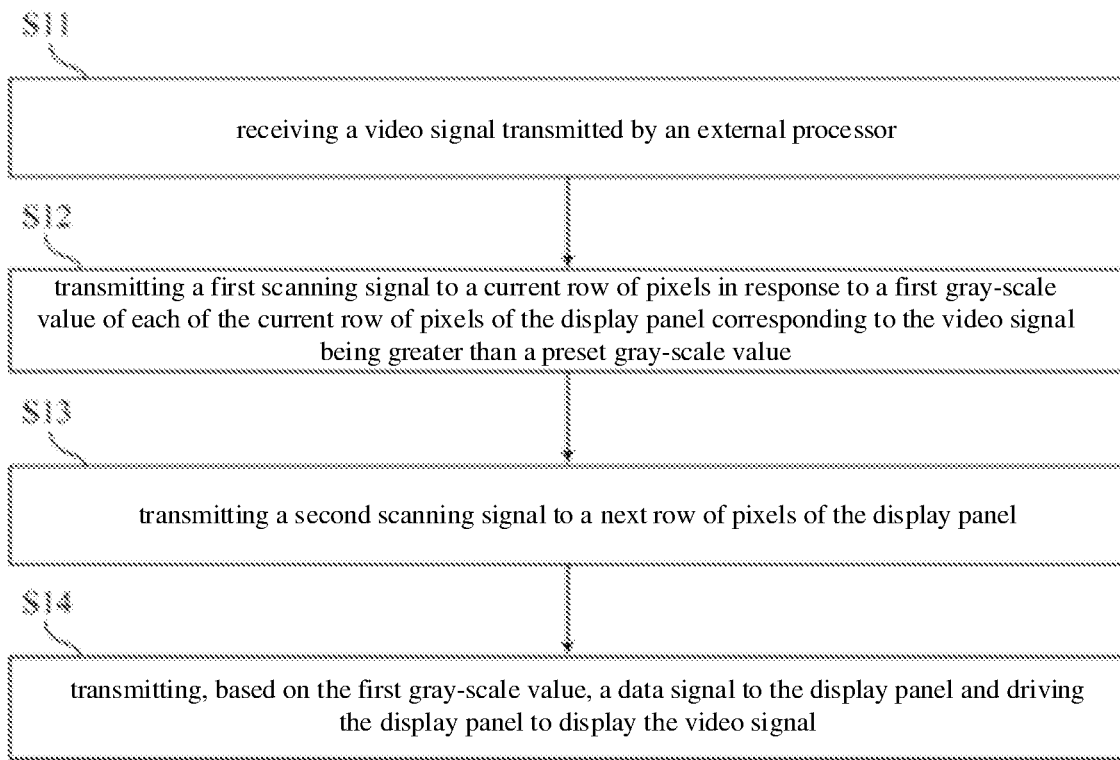 S11
receiving a video signal transmitted by an external processor
S12
transmitting a first scanning signal to a current row of pixels in response to a first gray-scale
value of each of the current row of pixels of the display panel corresponding to the video signal
being greater than a preset gray-scale value
S13
transmitting a second scanning signal to a next row of pixels of the display panel
S14
transmitting, based on the first gray-scale value, a data signal to the display panel and driving
the display panel to display the video signal